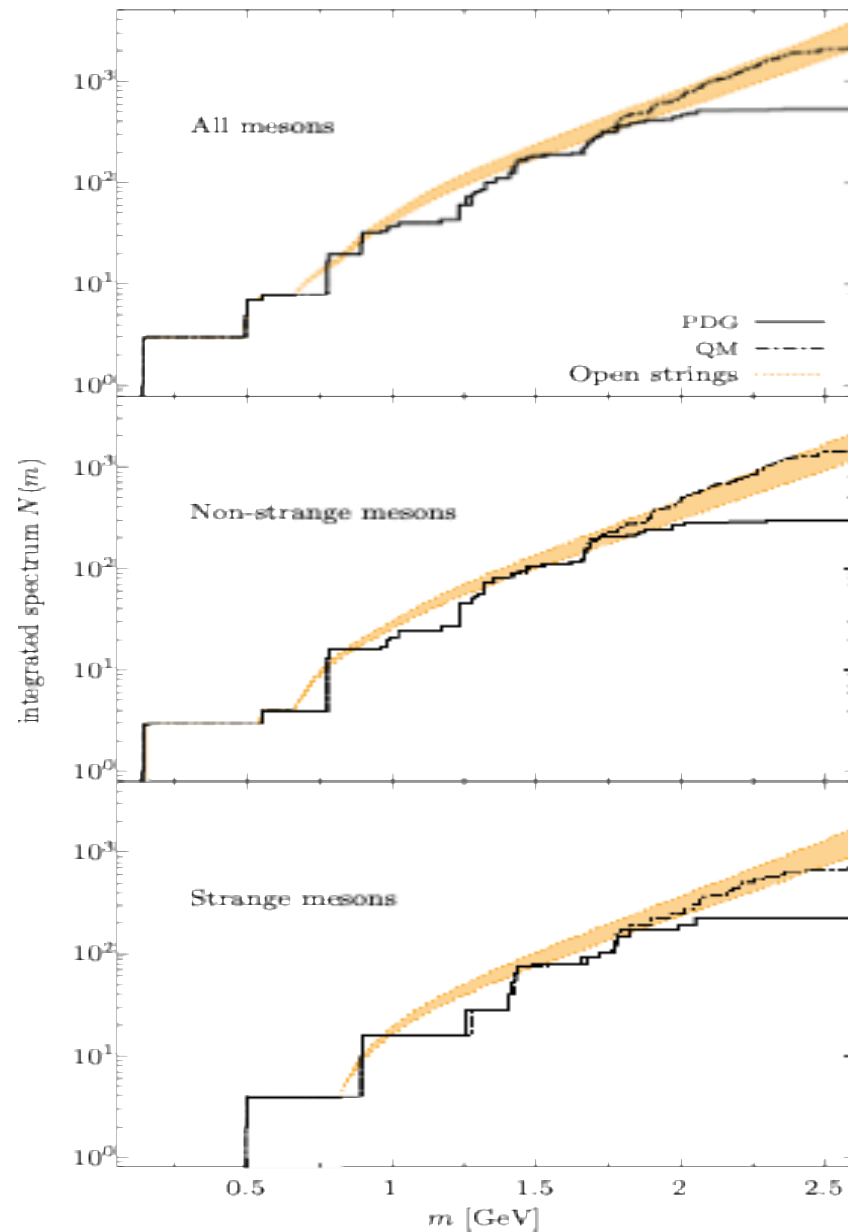 10³
All mesons
10²
10¹
PDG
QM
Open strings
10⁰
10³
Non-strange mesons
10²
10¹
10⁰
integrated spectrum N(m)
10³
Strange mesons
10²
10¹
10⁰
0.5 1 1.5 2 2.5
m [GeV]